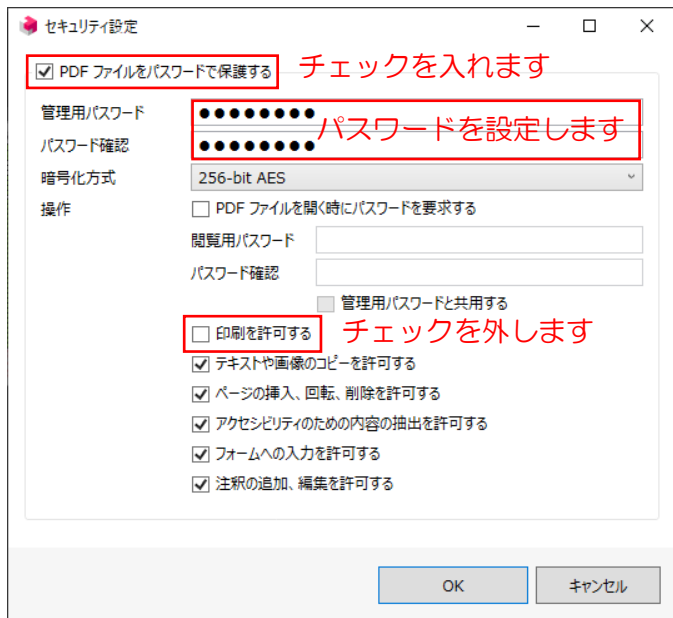 セキュリティ設定
PDF ファイルをパスワードで保護する チェックを入れます
管理用パスワード ●●●●●●●●
パスワードを設定します
パスワード確認 ●●●●●●●●
暗号化方式 256-bit AES
操作 PDF ファイルを開く時にパスワードを要求する
閲覧用パスワード
パスワード確認
管理用パスワードと共用する
印刷を許可する チェックを外します
テキストや画像のコピーを許可する
ページの挿入、回転、削除を許可する
アクセシビリティのための内容の抽出を許可する
フォームへの入力を許可する
注釈の追加、編集を許可する
OK キャンセル